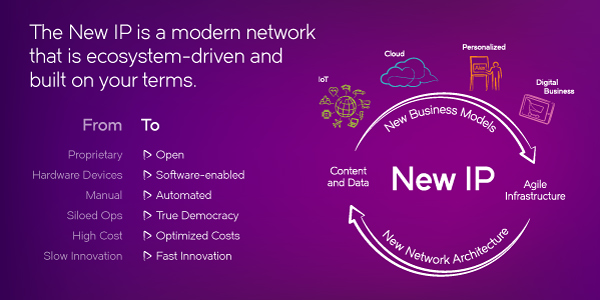 The New IP is a modern network
that is ecosystem-driven and
built on your terms.
From To
Proprietary Open
Hardware Devices Software-enabled
Manual Automated
Siloed Ops True Democracy
High Cost Optimized Costs
Slow Innovation Fast Innovation
IoT
Cloud
Personalized
Digital
Business
New Business Models
Content
and Data
New IP
Agile
Infrastructure
New Network Architecture